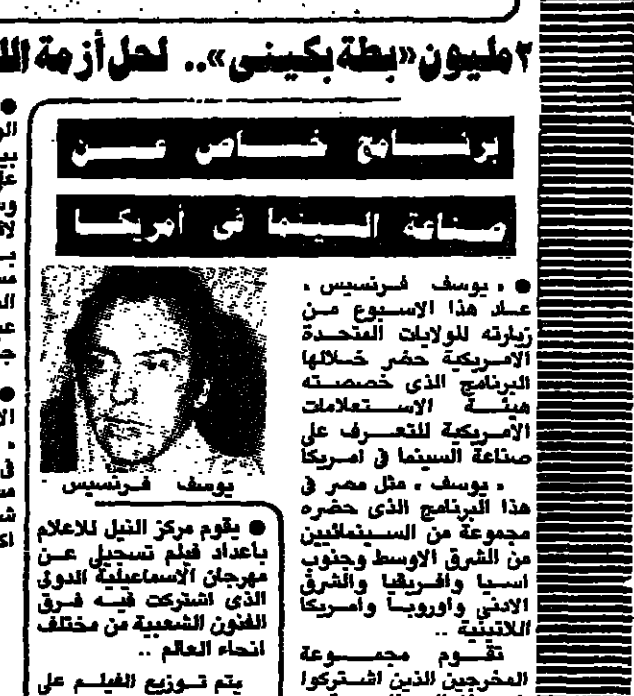 ٢ مليون «بطة بكينى».. لحل أزمة
برنامج خاص عن
صناعة السينما فى أمريكا
● « يوسف فرنسيس »
عاد هذا الاسبوع من
زيارته للولايات المتحدة
الامريكية حضر خلالها
البرنامج الذى خصصته
هيئة الاستعلامات
الأمريكية للتعرف على
صناعة السينما فى امريكا
« يوسف » مثل مصر فى
هذا البرنامج الذى حضره
مجموعة من السينمائيين
من الشرق الاوسط وجنوب
اسيا وافريقيا والشرق
الادنى واوروبا وامريكا
اللاتينية ..
تقوم مجموعة
المخرجين الذين اشتركوا
يوسف فرنسيس
● يقوم مركز النيل للاعلام
باعداد فيلم تسجيلى عن
مهرجان الاسماعيلية الدولى
الذى اشتركت فيه فرق
الفنون الشعبية من مختلف
انحاء العالم ..
يتم توزيع الفيلم على